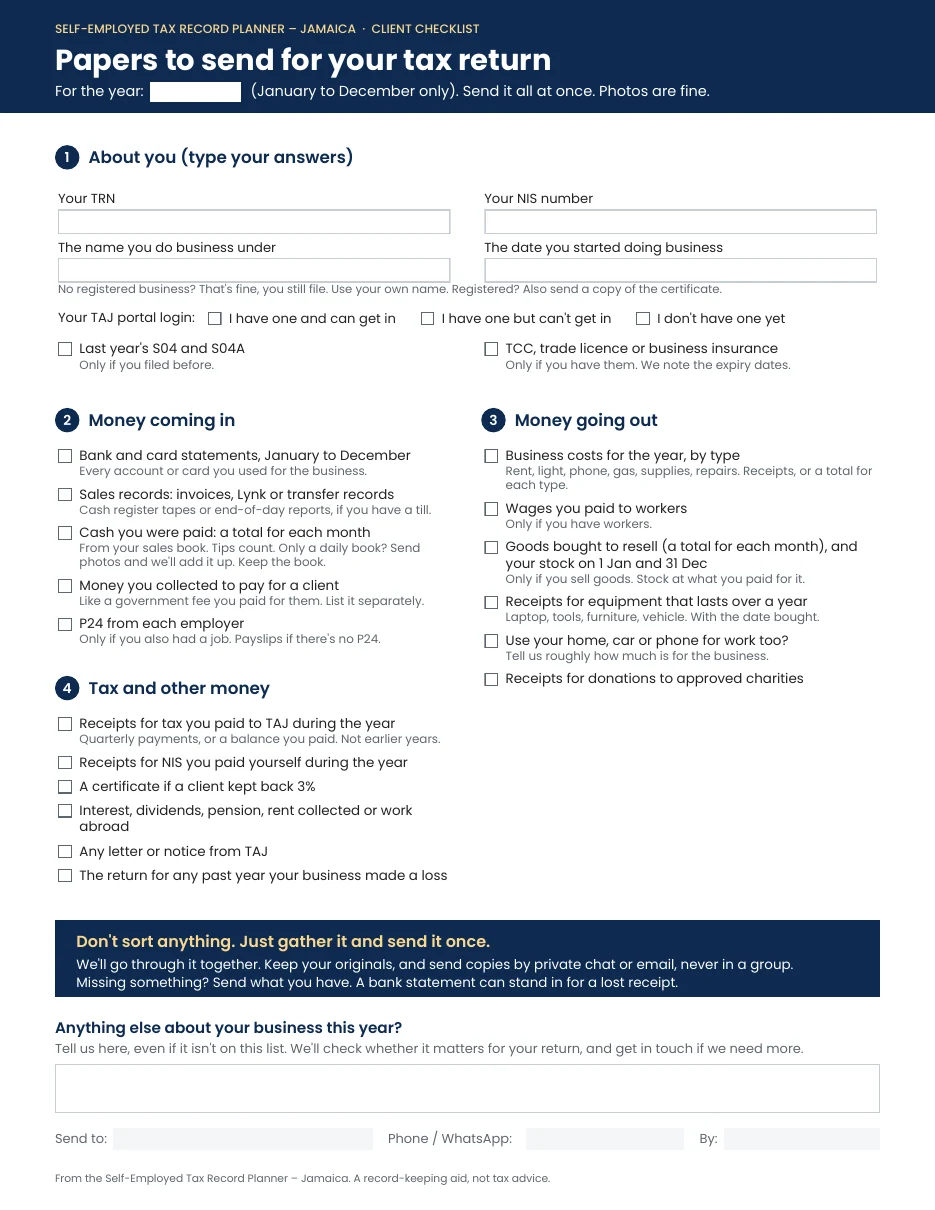 SELF-EMPLOYED TAX RECORD PLANNER – JAMAICA · CLIENT CHECKLIST
Papers to send for your tax return
For the year: (January to December only). Send it all at once. Photos are fine.
1 About you (type your answers)
Your TRN
Your NIS number
The name you do business under
The date you started doing business
No registered business? That's fine, you still file. Use your own name. Registered? Also send a copy of the certificate.
Your TAJ portal login: I have one and can get in I have one but can't get in I don't have one yet
Last year's S04 and S04A
Only if you filed before.
TCC, trade licence or business insurance
Only if you have them. We note the expiry dates.
2 Money coming in
Bank and card statements, January to December
Every account or card you used for the business.
Sales records: invoices, Lynk or transfer records
Cash register tapes or end-of-day reports, if you have a till.
Cash you were paid: a total for each month
From your sales book. Tips count. Only a daily book? Send
photos and we'll add it up. Keep the book.
Money you collected to pay for a client
Like a government fee you paid for them. List it separately.
P24 from each employer
Only if you also had a job. Payslips if there's no P24.
3 Money going out
Business costs for the year, by type
Rent, light, phone, gas, supplies, repairs. Receipts, or a total for
each type.
Wages you paid to workers
Only if you have workers.
Goods bought to resell (a total for each month), and
your stock on 1 Jan and 31 Dec
Only if you sell goods. Stock at what you paid for it.
Receipts for equipment that lasts over a year
Laptop, tools, furniture, vehicle. With the date bought.
Use your home, car or phone for work too?
Tell us roughly how much is for the business.
Receipts for donations to approved charities
4 Tax and other money
Receipts for tax you paid to TAJ during the year
Quarterly payments, or a balance you paid. Not earlier years.
Receipts for NIS you paid yourself during the year
A certificate if a client kept back 3%
Interest, dividends, pension, rent collected or work
abroad
Any letter or notice from TAJ
The return for any past year your business made a loss
Don't sort anything. Just gather it and send it once.
We'll go through it together. Keep your originals, and send copies by private chat or email, never in a group.
Missing something? Send what you have. A bank statement can stand in for a lost receipt.
Anything else about your business this year?
Tell us here, even if it isn't on this list. We'll check whether it matters for your return, and get in touch if we need more.
Send to: Phone / WhatsApp: By:
From the Self-Employed Tax Record Planner – Jamaica. A record-keeping aid, not tax advice.